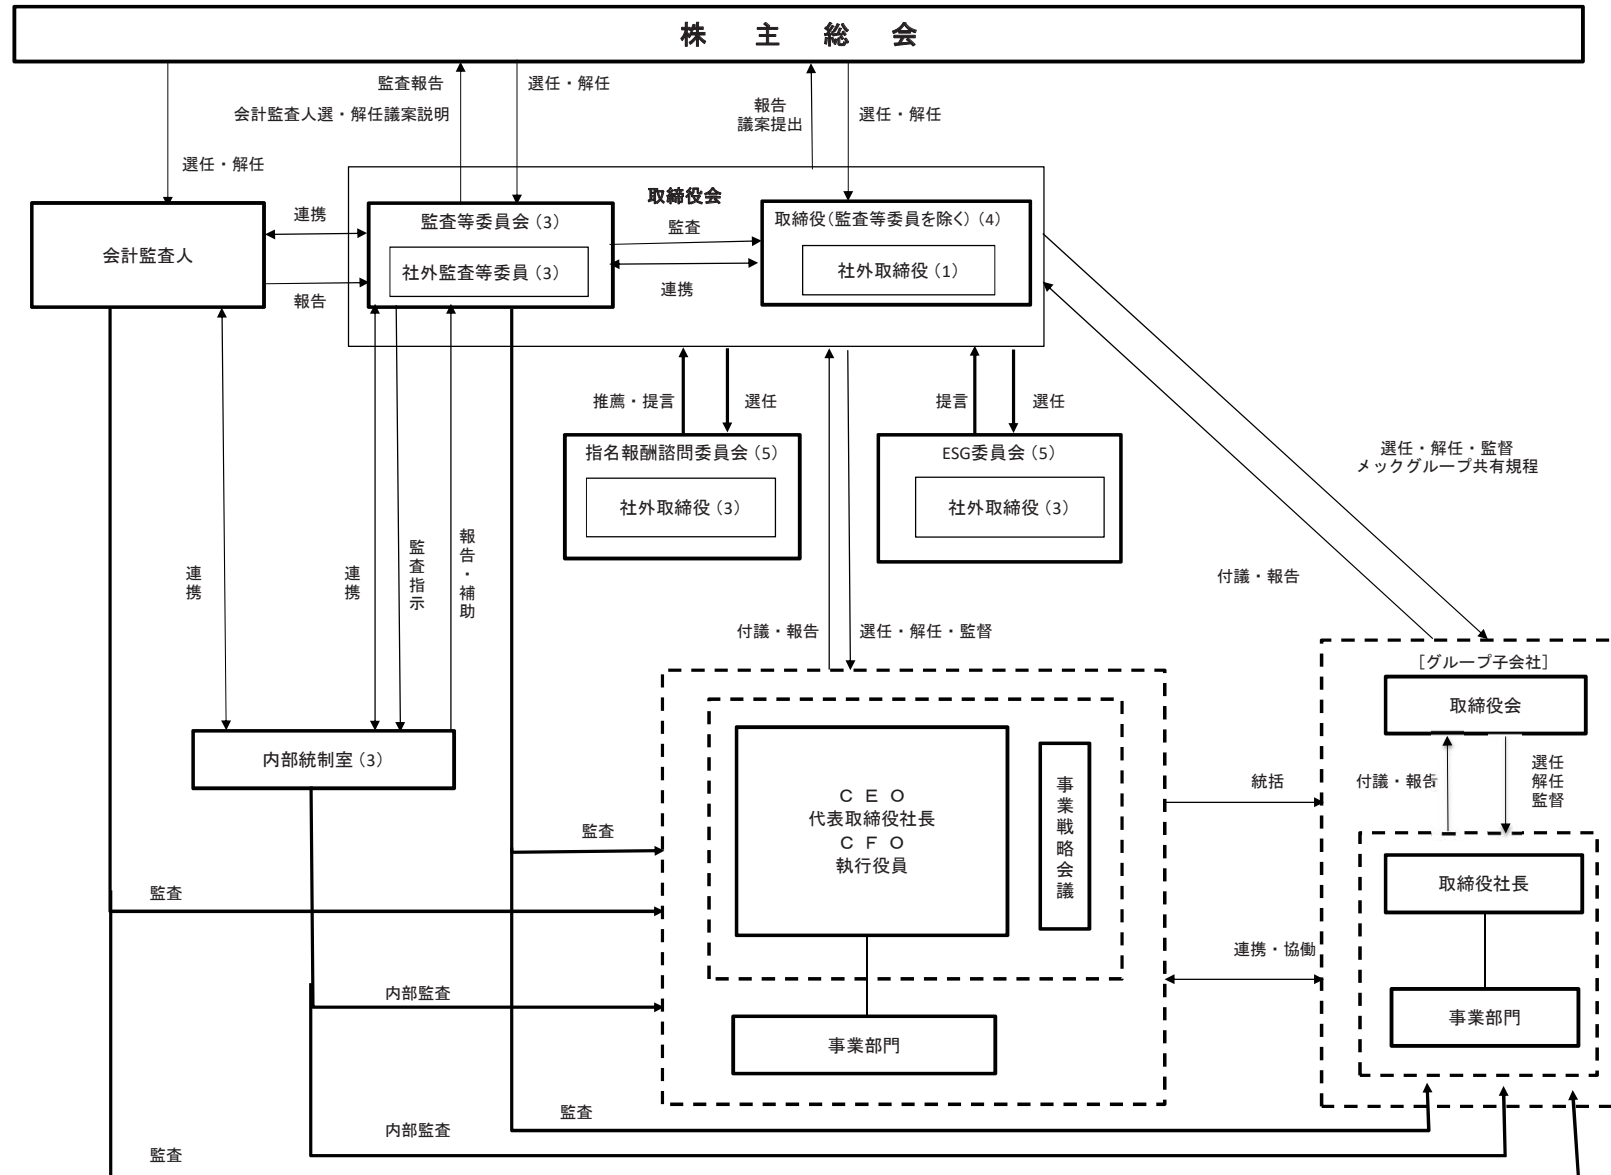 株 主 総 会
監査報告
会計監査人選・解任議案説明
選任・解任
報告
議案提出
選任・解任
選任・解任
取締役会
会計監査人
連携
報告
監査等委員会(3)
社外監査等委員(3)
監査
連携
取締役(監査等委員を除く)(4)
社外取締役(1)
推薦・提言
選任
提言
選任
指名報酬諮問委員会(5)
社外取締役(3)
ESG委員会(5)
社外取締役(3)
選任・解任・監督
メックグループ共有規程
付議・報告
連携
連携
監査指示
報告・補助
付議・報告
選任・解任・監督
内部統制室(3)
[グループ子会社]
取締役会
付議・報告
選任
解任
監督
取締役社長
事業部門
CEO
代表取締役社長
CFO
執行役員
事業戦略会議
事業部門
統括
連携・協働
監査
監査
内部監査
監査
内部監査
監査